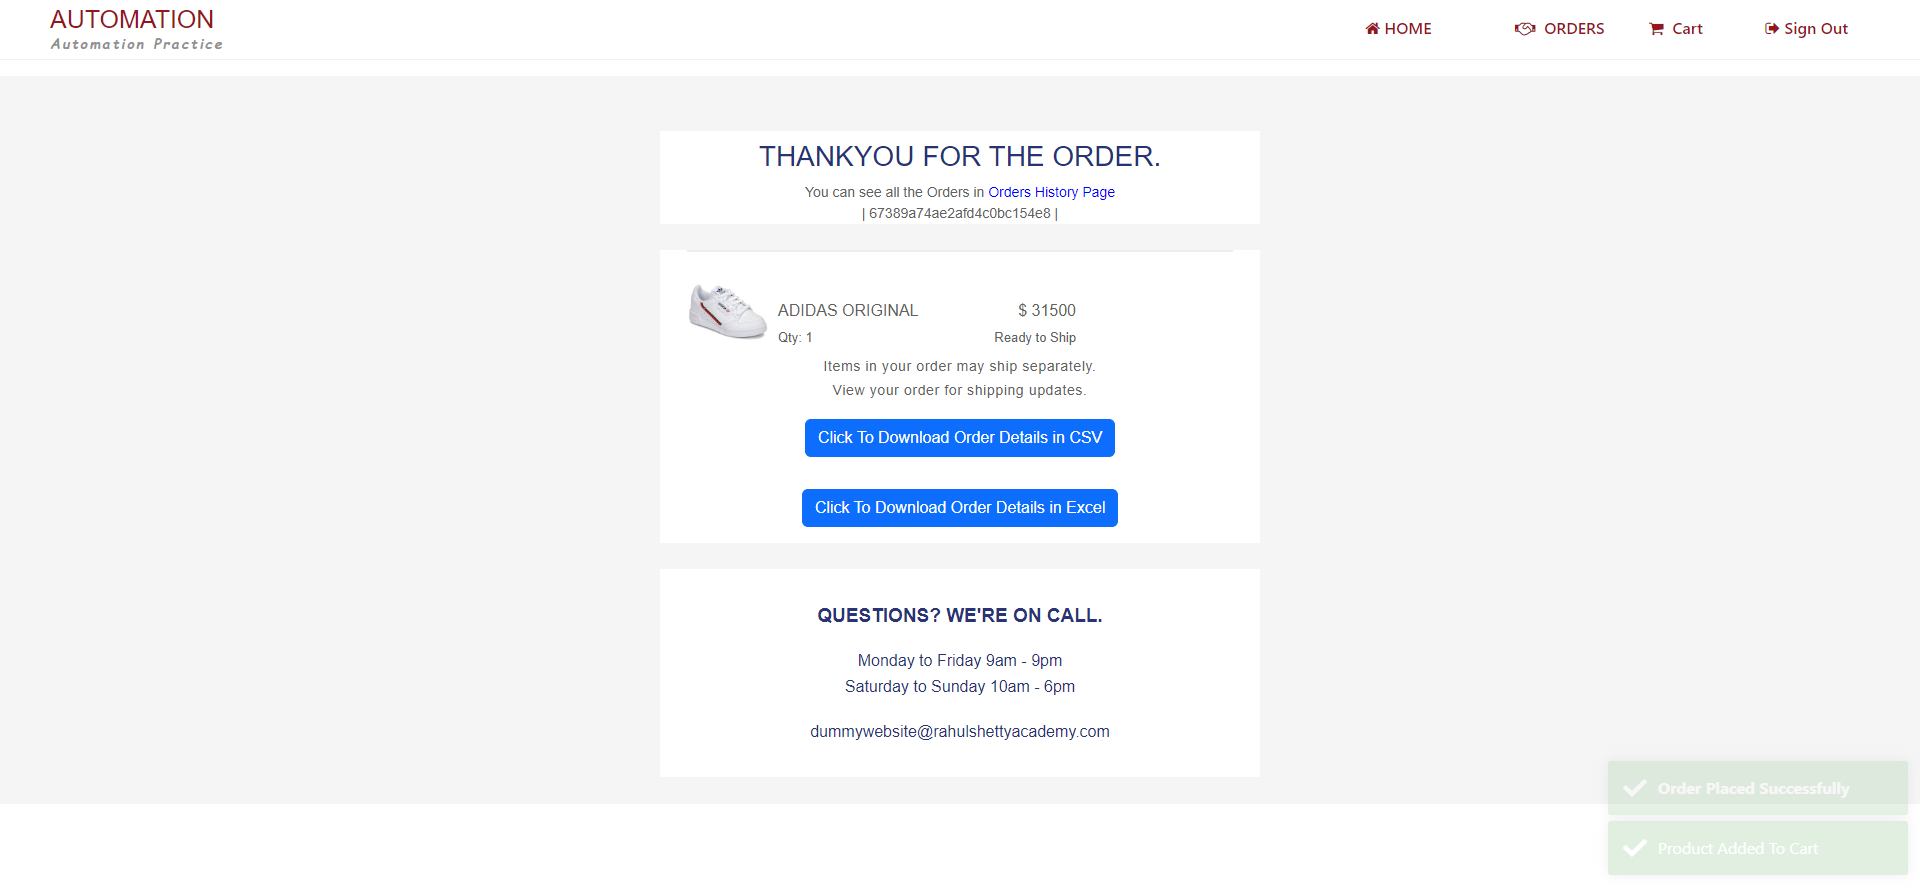 AUTOMATION
Automation Practice
HOME
ORDERS
Cart
Sign Out
THANKYOU FOR THE ORDER.
You can see all the Orders in Orders History Page
| 67389a74ae2afd4c0bc154e8 |
ADIDAS ORIGINAL
$ 31500
Qty: 1
Ready to Ship
Items in your order may ship separately.
View your order for shipping updates.
Click To Download Order Details in CSV
Click To Download Order Details in Excel
QUESTIONS? WE'RE ON CALL.
Monday to Friday 9am - 9pm
Saturday to Sunday 10am - 6pm
dummywebsite@rahulshettyacademy.com
Order Placed Successfully
Product Added To Cart